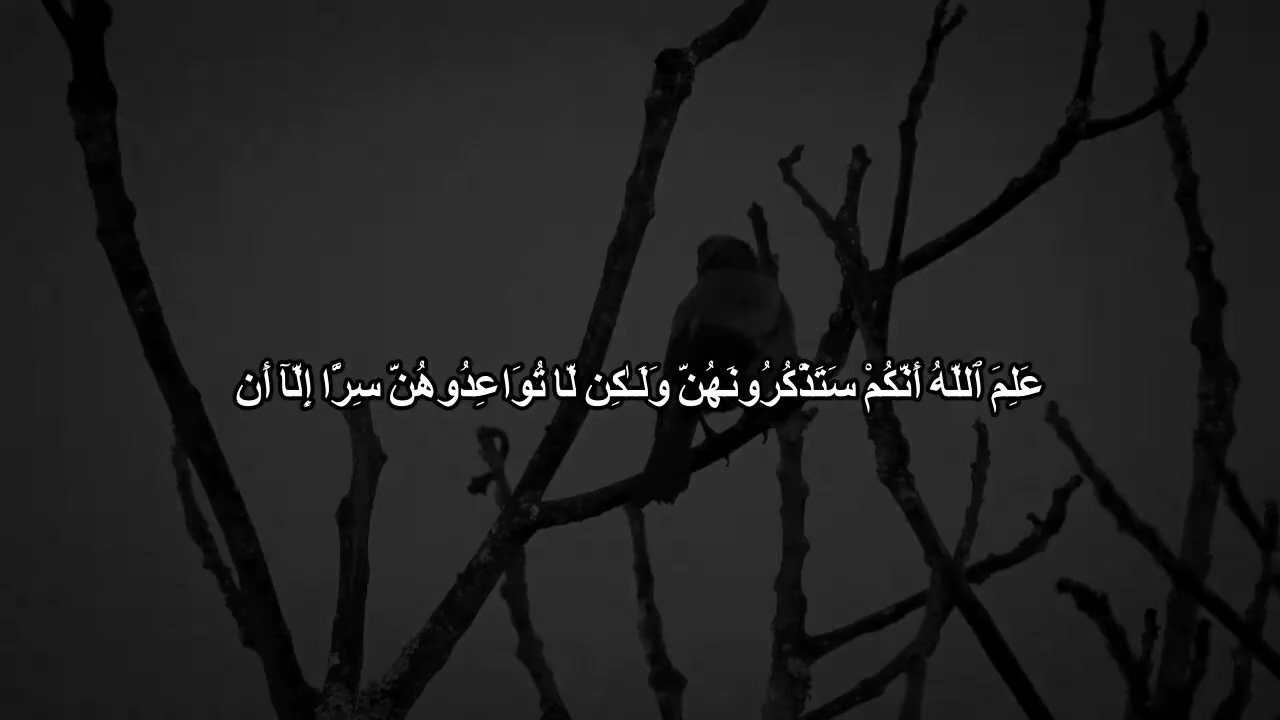 عَلِمَ ٱللَّهُ أَنَّكُمْ سَتَذْكُرُونَهُنَّ وَلَـٰكِن لَّا تُوَاعِدُوهُنَّ سِرًّا إِلَّآ أَن